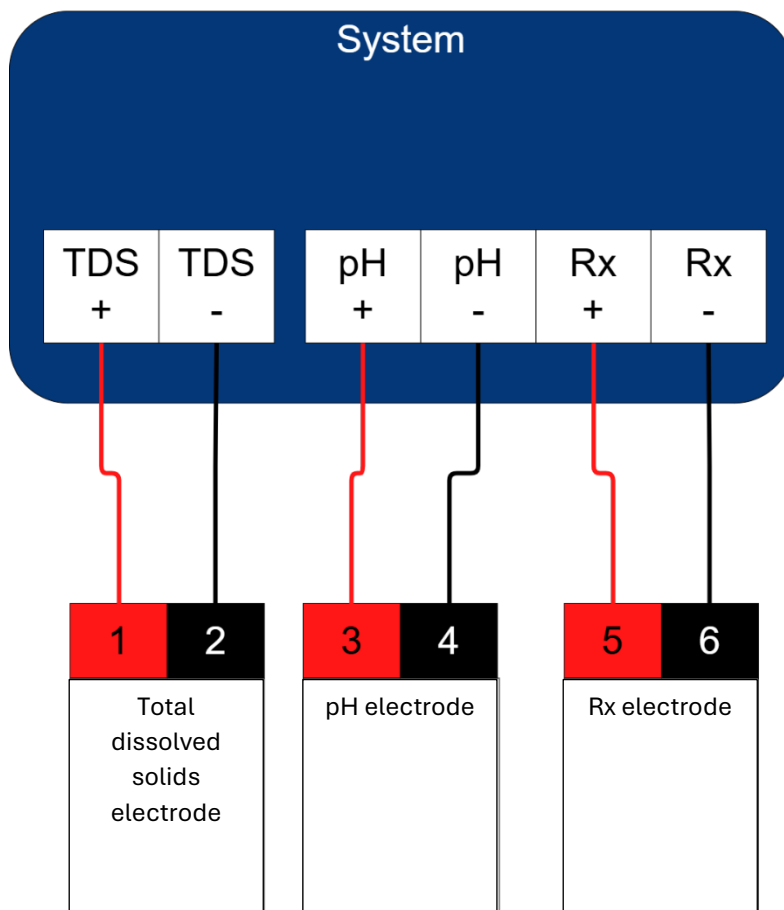 System
TDS TDS pH pH Rx Rx
+ - + - + -
1 2 3 4 5 6
Total
dissolved
solids
electrode
pH electrode
Rx electrode